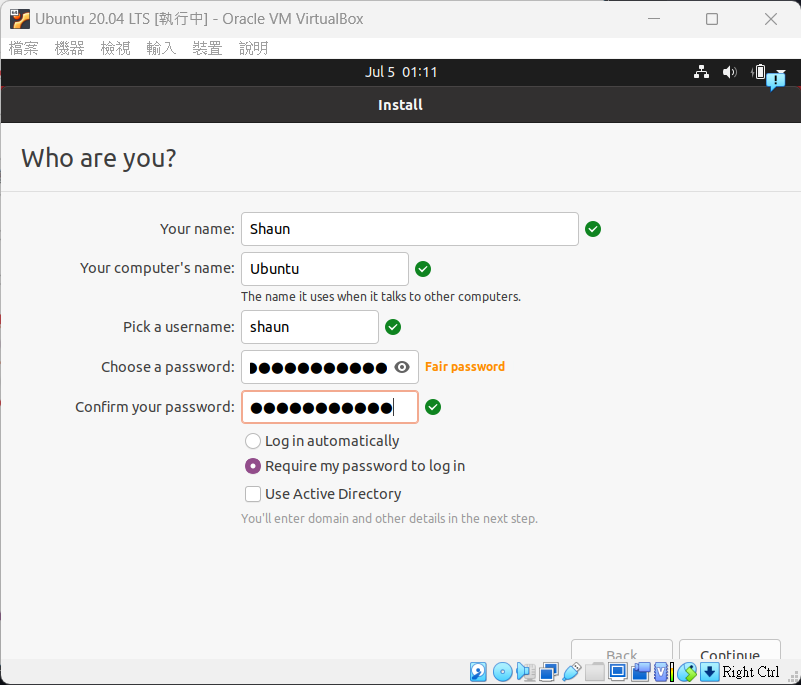 Ubuntu 20.04 LTS [執行中] - Oracle VM VirtualBox
檔案 機器 檢視 輸入 裝置 說明
Jul 5 01:11
Install
Who are you?
Your name: Shaun
Your computer's name: Ubuntu
The name it uses when it talks to other computers.
Pick a username: shaun
Choose a password: ●●●●●●●●●●● Fair password
Confirm your password: ●●●●●●●●●●●
Log in automatically
Require my password to log in
Use Active Directory
You'll enter domain and other details in the next step.
Back Continue
Right Ctrl